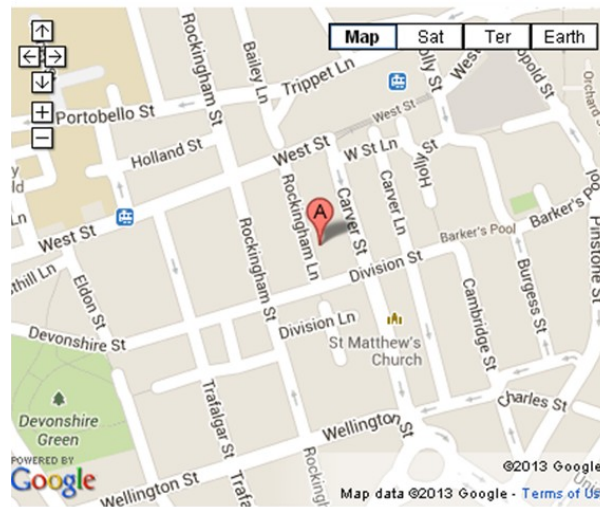 Map
Sat
Ter
Earth
Rockingham St
Bailey Ln
Trippet Ln
West St
Portobello St
Holland St
West St
W St Ln
Holly St
Orchard
Rockingham Ln
A
Carver St
Carver Ln
Barker's Pool
Barker's Pool
Pinstone St
West St
Rockingham St
Division St
Eldon St
Devonshire St
Division Ln
St Matthew's
Church
Cambridge St
Burgess St
Charles St
Trafalgar St
Devonshire
Green
Wellington St
Wellington St
POWERED BY
Google
©2013 Google
Map data ©2013 Google - Terms of Us